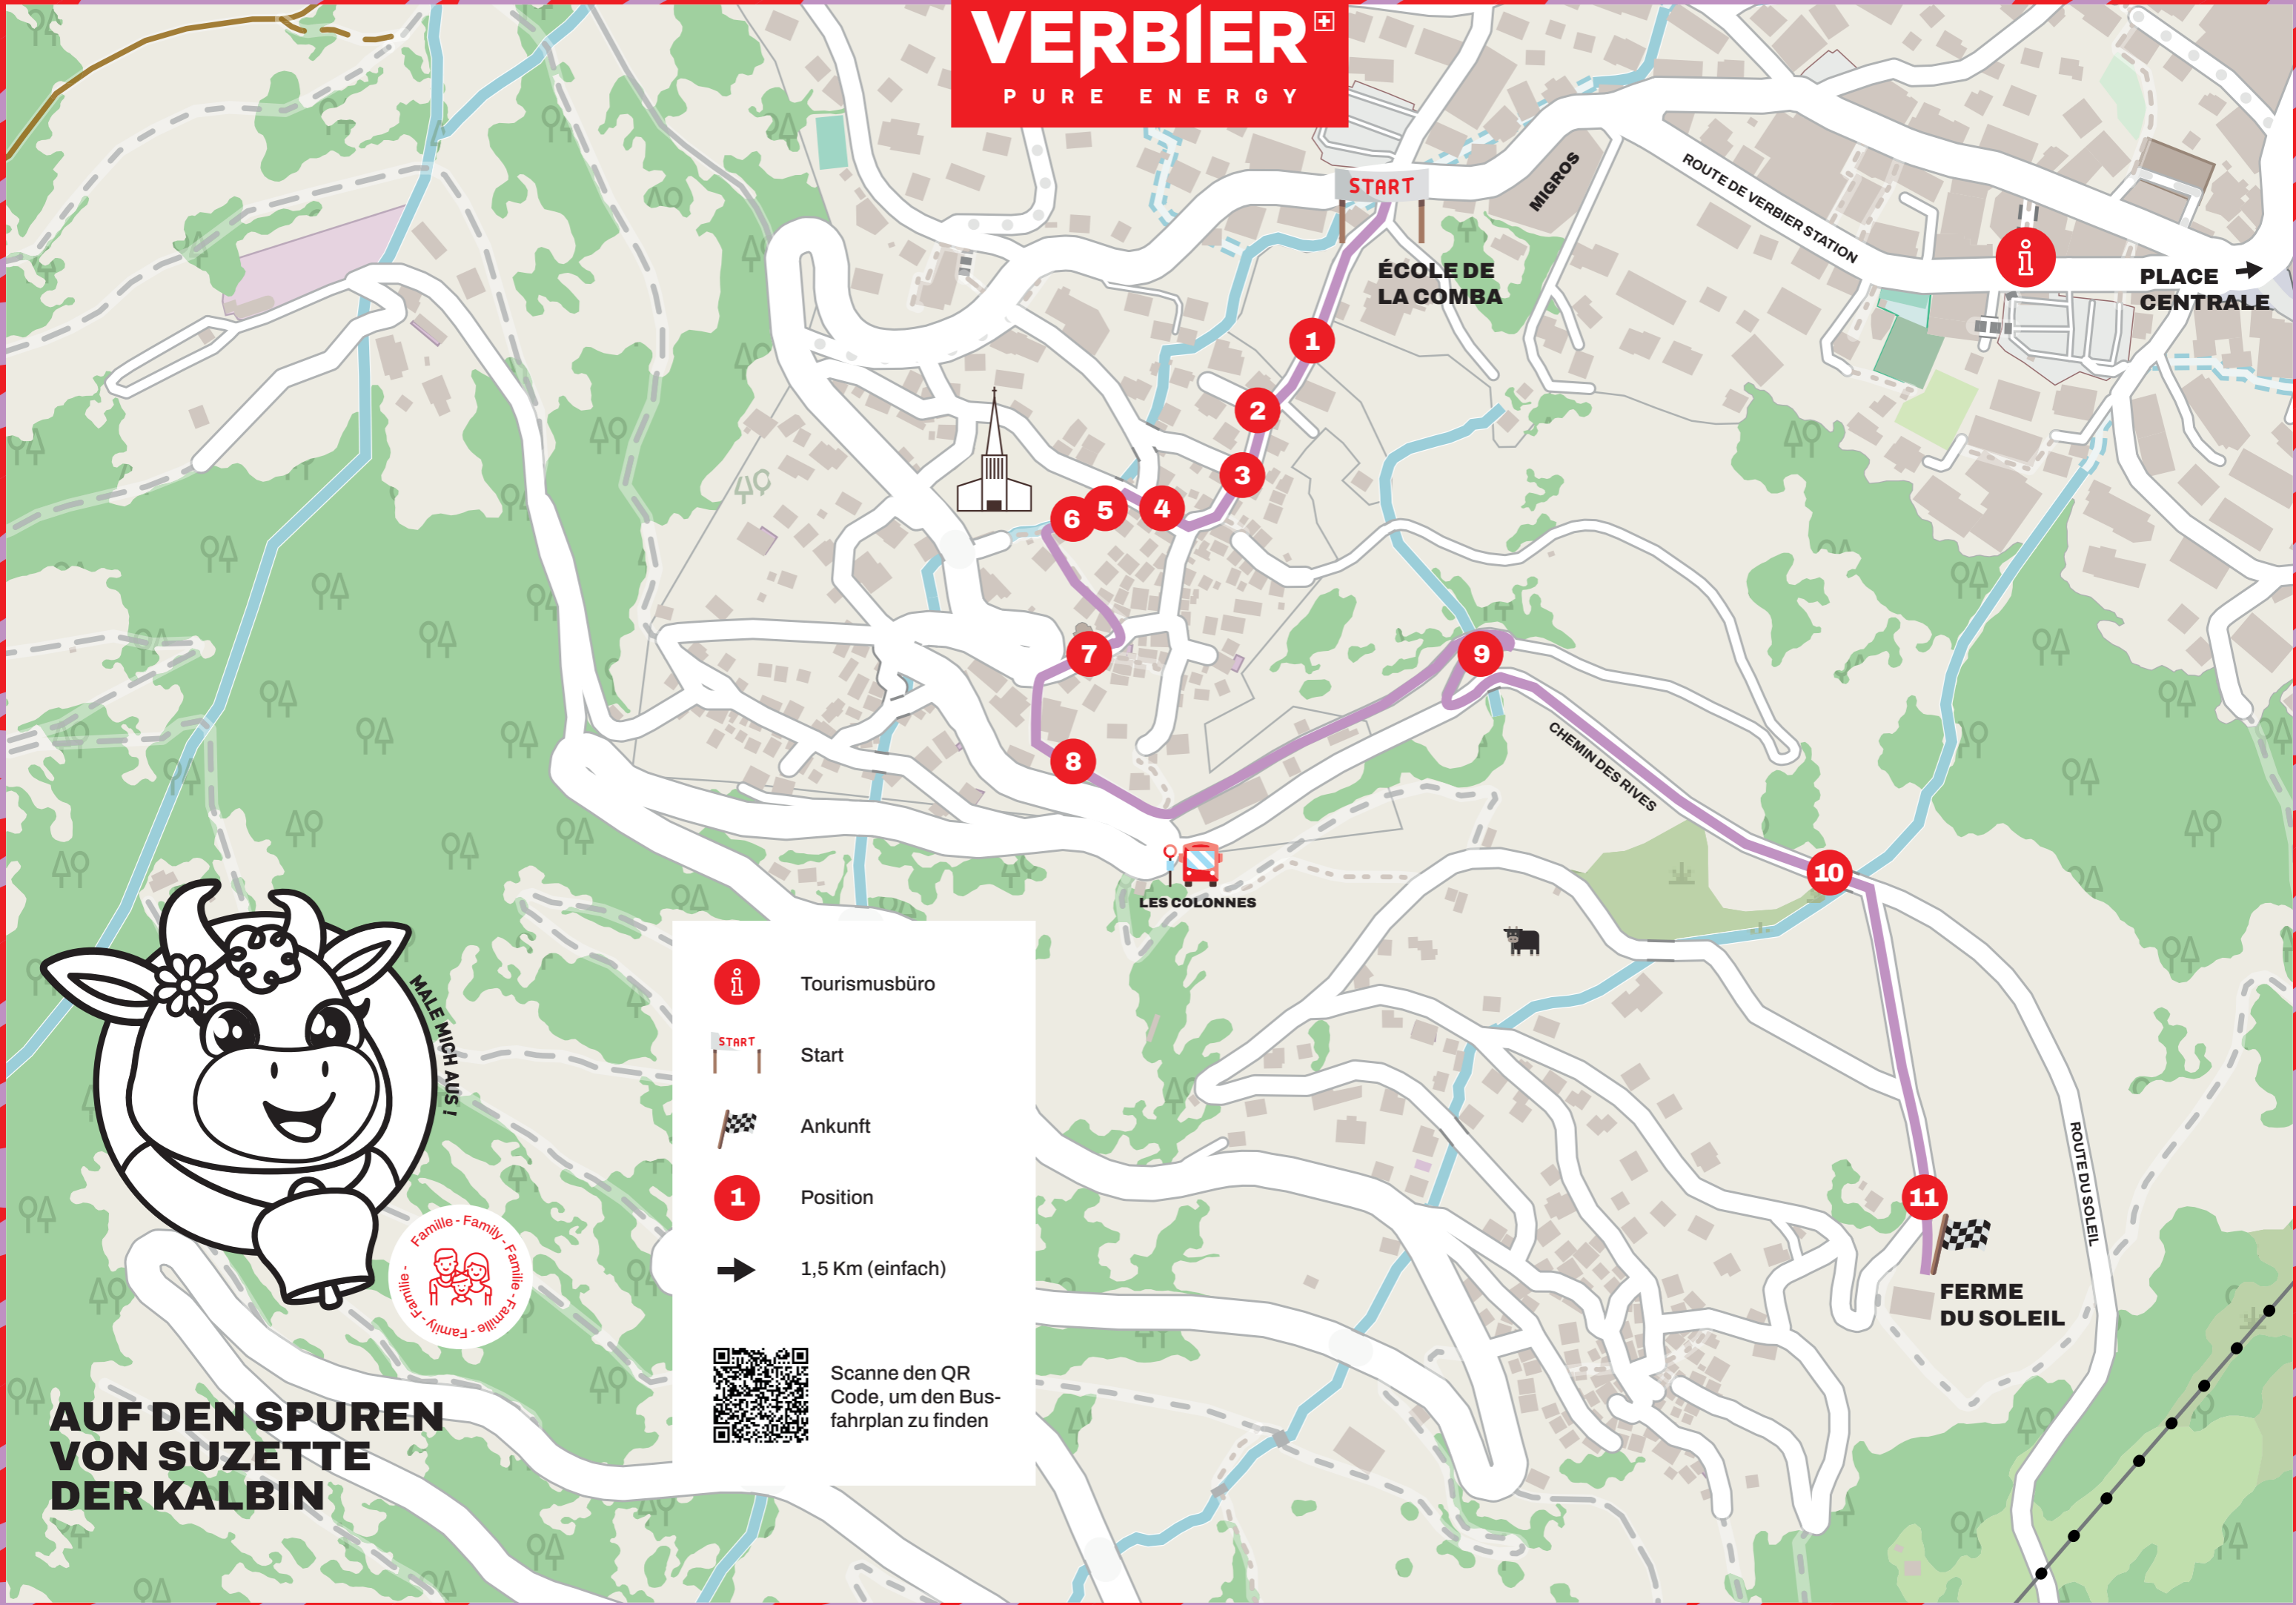 VERBIER
PURE ENERGY
START
MIGROS
ROUTE DE VERBIER STATION
i
PLACE
CENTRALE
ÉCOLE DE
LA COMBA
1
2
3
4
5
6
7
8
9
CHEMIN DES RIVES
10
LES COLONNES
11
ROUTE DU SOLEIL
FERME
DU SOLEIL
MALE MICH AUS !
Famille - Family - Familie - Famille - Family - Familie -
i Tourismusbüro
START Start
Ankunft
1 Position
1,5 Km (einfach)
Scanne den QR
Code, um den Bus-
fahrplan zu finden
AUF DEN SPUREN
VON SUZETTE
DER KALBIN